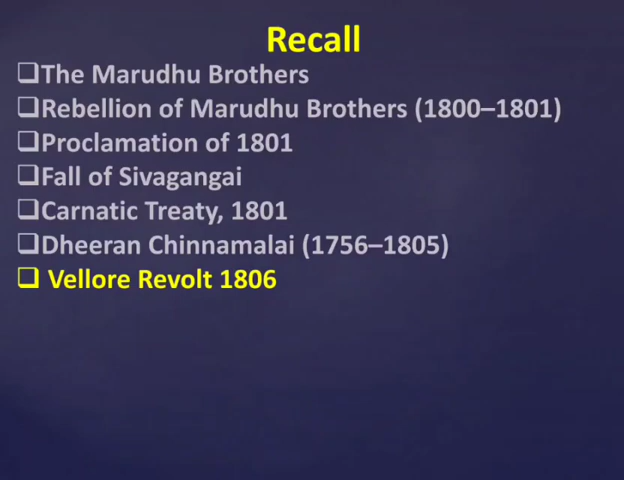 Recall
❑The Marudhu Brothers
❑Rebellion of Marudhu Brothers (1800–1801)
❑Proclamation of 1801
❑Fall of Sivagangai
❑Carnatic Treaty, 1801
❑Dheeran Chinnamalai (1756–1805)
❑ Vellore Revolt 1806